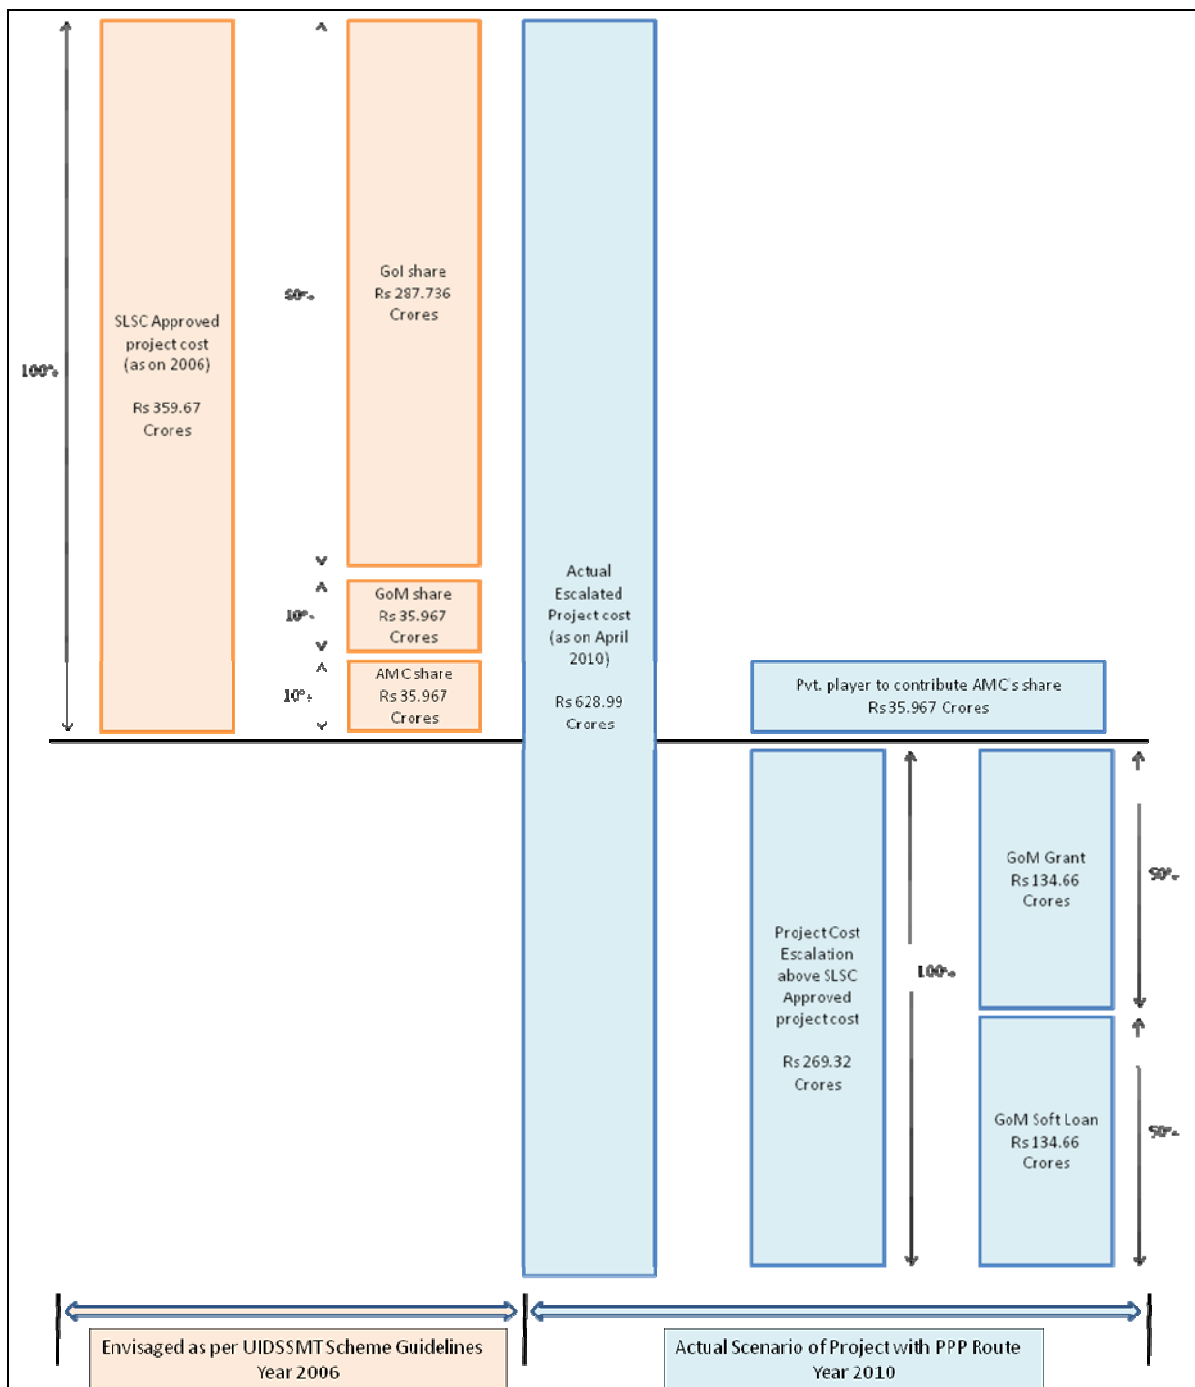 100%
SLSC Approved
project cost
(as on 2006)
Rs 359.67
Crores
80%
GoI share
Rs 287.736
Crores
10%
GoM share
Rs 35.967
Crores
10%
AMC share
Rs 35.967
Crores
Actual
Escalated
Project cost
(as on April
2010)
Rs 628.99
Crores
Pvt. player to contribute AMC's share
Rs 35.967 Crores
Project Cost
Escalation
above SLSC
Approved
project cost
Rs 269.32
Crores
100%
GoM Grant
Rs 134.66
Crores
50%
GoM Soft Loan
Rs 134.66
Crores
50%
Envisaged as per UIDSSMT Scheme Guidelines
Year 2006
Actual Scenario of Project with PPP Route
Year 2010